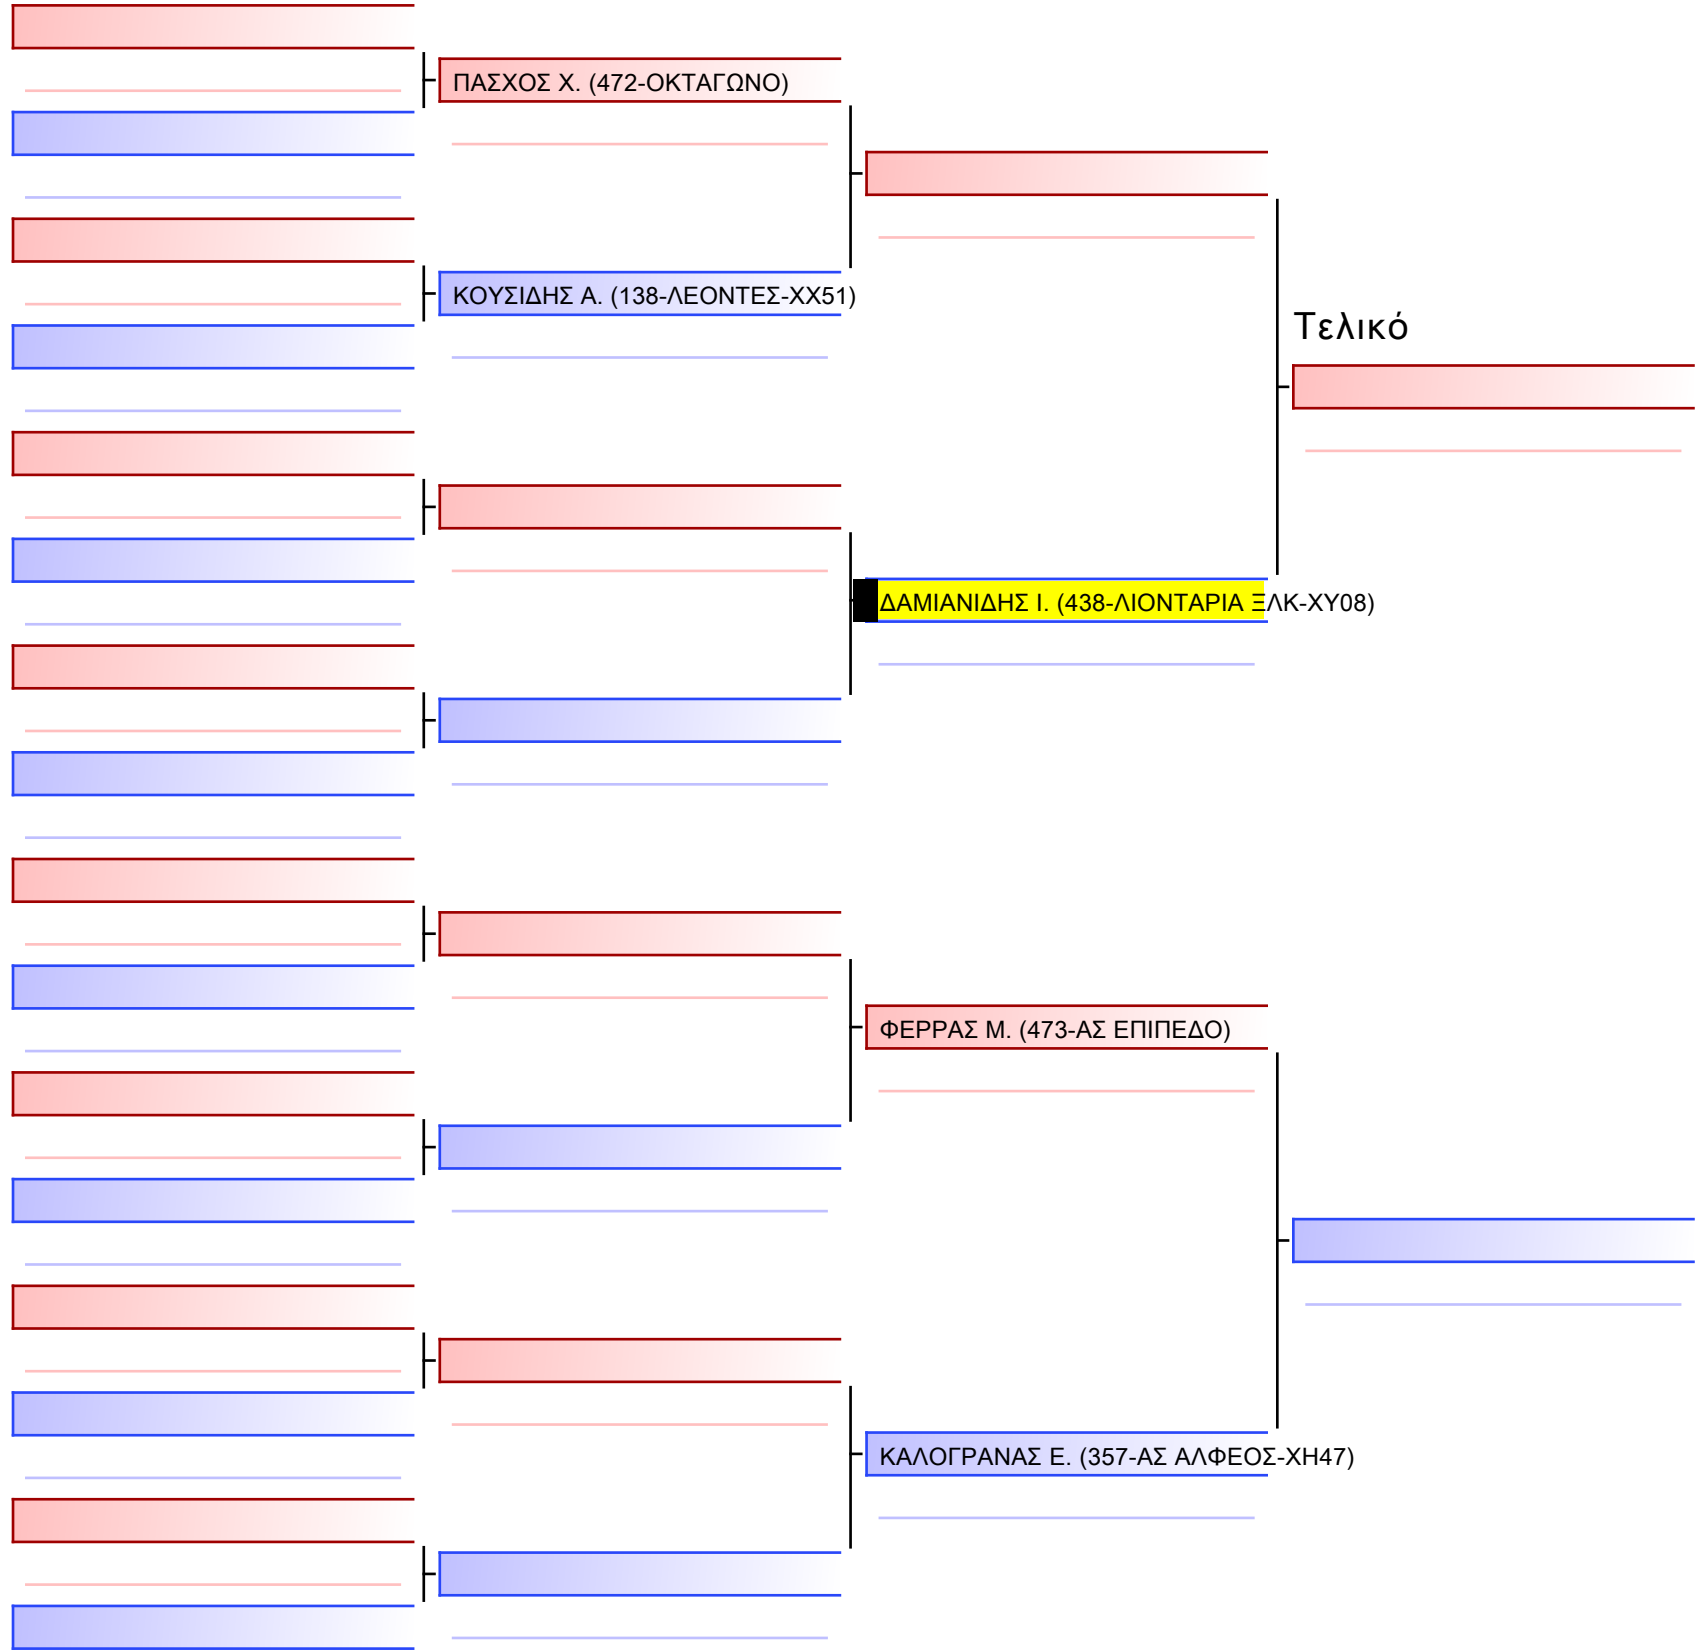 ΠΑΣΧΟΣ Χ. (472-ΟΚΤΑΓΩΝΟ)
ΚΟΥΣΙΔΗΣ Α. (138-ΛΕΟΝΤΕΣ-ΧΧ51)
Τελικό
ΔΑΜΙΑΝΙΔΗΣ Ι. (438-ΛΙΟΝΤΑΡΙΑ ΞΛΚ-ΧΥ08)
ΦΕΡΡΑΣ Μ. (473-ΑΣ ΕΠΙΠΕΔΟ)
ΚΑΛΟΓΡΑΝΑΣ Ε. (357-ΑΣ ΑΛΦΕΟΣ-ΧΗ47)